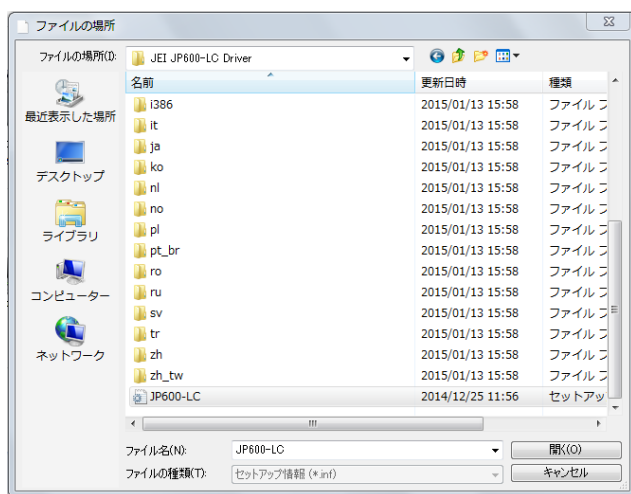 ファイルの場所
ファイルの場所(I): JEI JP600-LC Driver
名前 更新日時 種類
i386 2015/01/13 15:58 ファイル フ
it 2015/01/13 15:58 ファイル フ
ja 2015/01/13 15:58 ファイル フ
ko 2015/01/13 15:58 ファイル フ
nl 2015/01/13 15:58 ファイル フ
no 2015/01/13 15:58 ファイル フ
pl 2015/01/13 15:58 ファイル フ
pt_br 2015/01/13 15:58 ファイル フ
ro 2015/01/13 15:58 ファイル フ
ru 2015/01/13 15:58 ファイル フ
sv 2015/01/13 15:58 ファイル フ
tr 2015/01/13 15:58 ファイル フ
zh 2015/01/13 15:58 ファイル フ
zh_tw 2015/01/13 15:58 ファイル フ
JP600-LC 2014/12/25 11:56 セットアッ
最近表示した場所
デスクトップ
ライブラリ
コンピューター
ネットワーク
ファイル名(N): JP600-LC 開く(O)
ファイルの種類(T): セットアップ情報 (*.inf) キャンセル